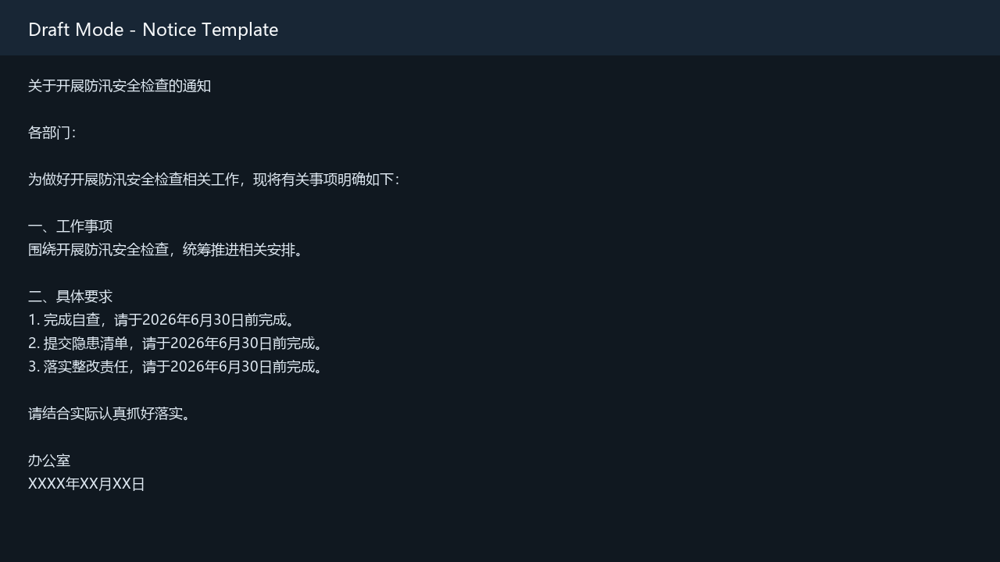 Draft Mode - Notice Template
关于开展防汛安全检查的通知
各部门：
为做好开展防汛安全检查相关工作，现将有关事项明确如下：
一、工作事项
围绕开展防汛安全检查，统筹推进相关安排。
二、具体要求
1. 完成自查，请于2026年6月30日前完成。
2. 提交隐患清单，请于2026年6月30日前完成。
3. 落实整改责任，请于2026年6月30日前完成。
请结合实际认真抓好落实。
办公室
XXXX年XX月XX日